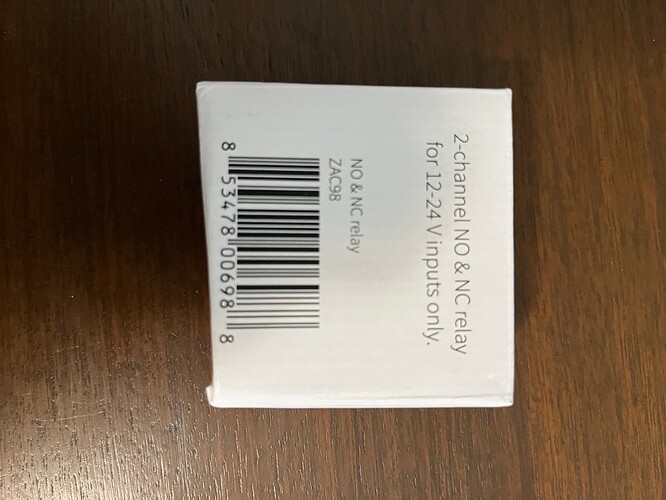 2-channel NO & NC relay
for 12-24 V inputs only.
NO & NC relay
ZAC98
8 53478 00698 8